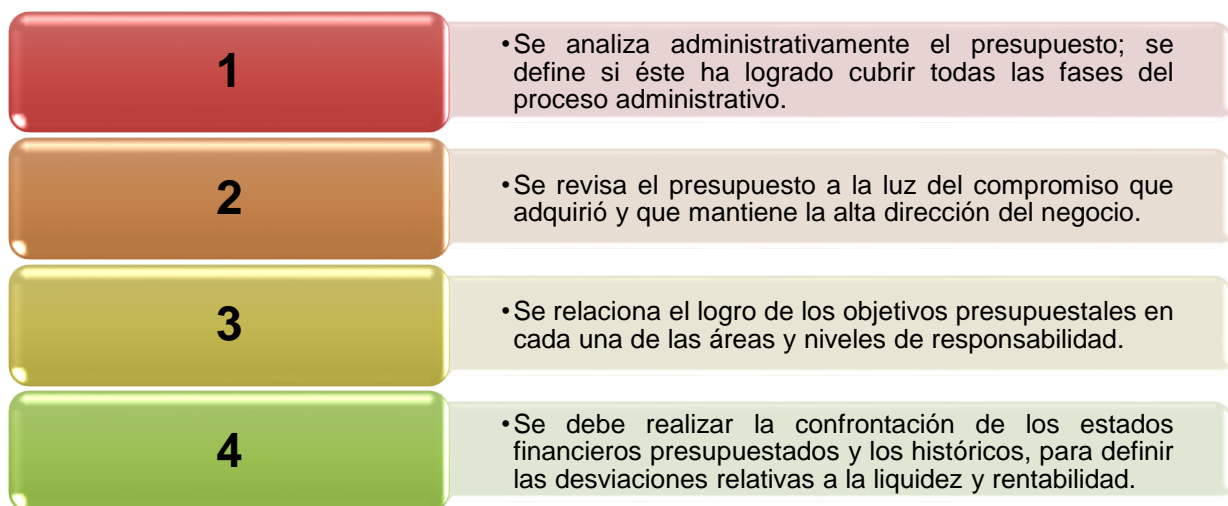 1
•Se analiza administrativamente el presupuesto; se
define si éste ha logrado cubrir todas las fases del
proceso administrativo.
2
•Se revisa el presupuesto a la luz del compromiso que
adquirió y que mantiene la alta dirección del negocio.
3
•Se relaciona el logro de los objetivos presupuestales en
cada una de las áreas y niveles de responsabilidad.
4
•Se debe realizar la confrontación de los estados
financieros presupuestados y los históricos, para definir
las desviaciones relativas a la liquidez y rentabilidad.